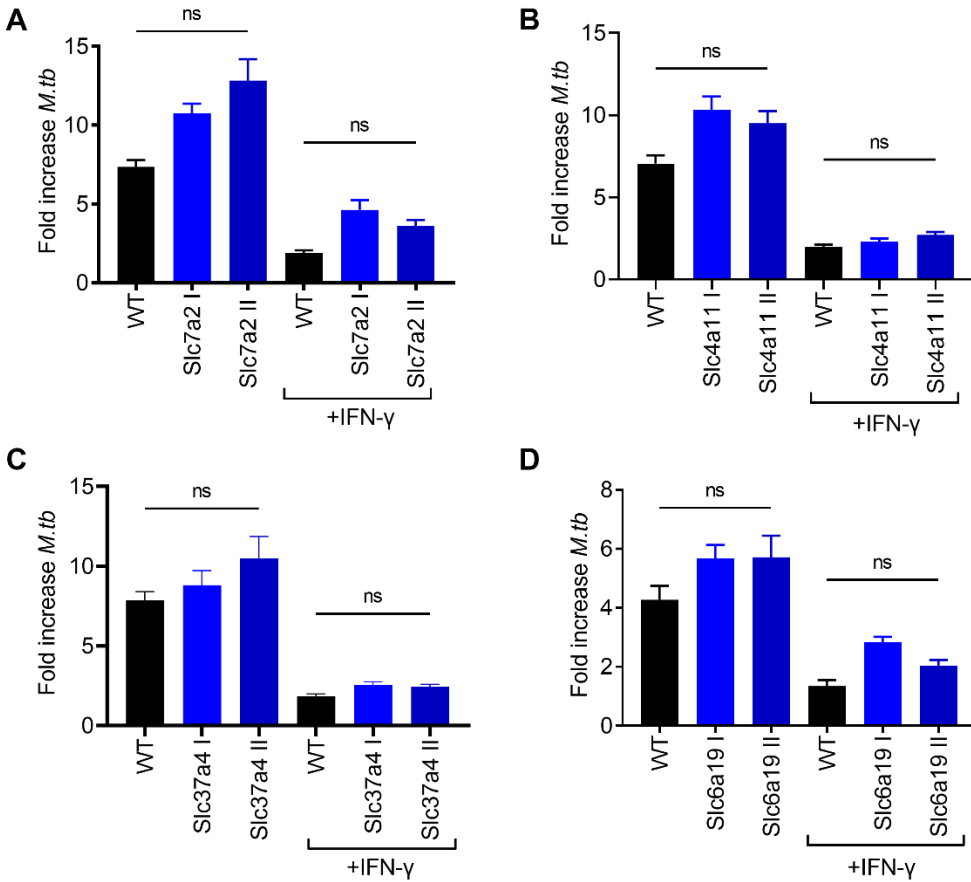 A
Fold increase M.tb
15
10
5
0
ns
ns
WT
Slc7a2 I
Slc7a2 II
WT
Slc7a2 I
Slc7a2 II
+IFN-γ
B
Fold increase M.tb
15
10
5
0
ns
ns
WT
Slc4a11 I
Slc4a11 II
WT
Slc4a11 I
Slc4a11 II
+IFN-γ
C
Fold increase M.tb
15
10
5
0
ns
ns
WT
Slc37a4 I
Slc37a4 II
WT
Slc37a4 I
Slc37a4 II
+IFN-γ
D
Fold increase M.tb
8
6
4
2
0
ns
ns
WT
Slc6a19 I
Slc6a19 II
WT
Slc6a19 I
Slc6a19 II
+IFN-γ